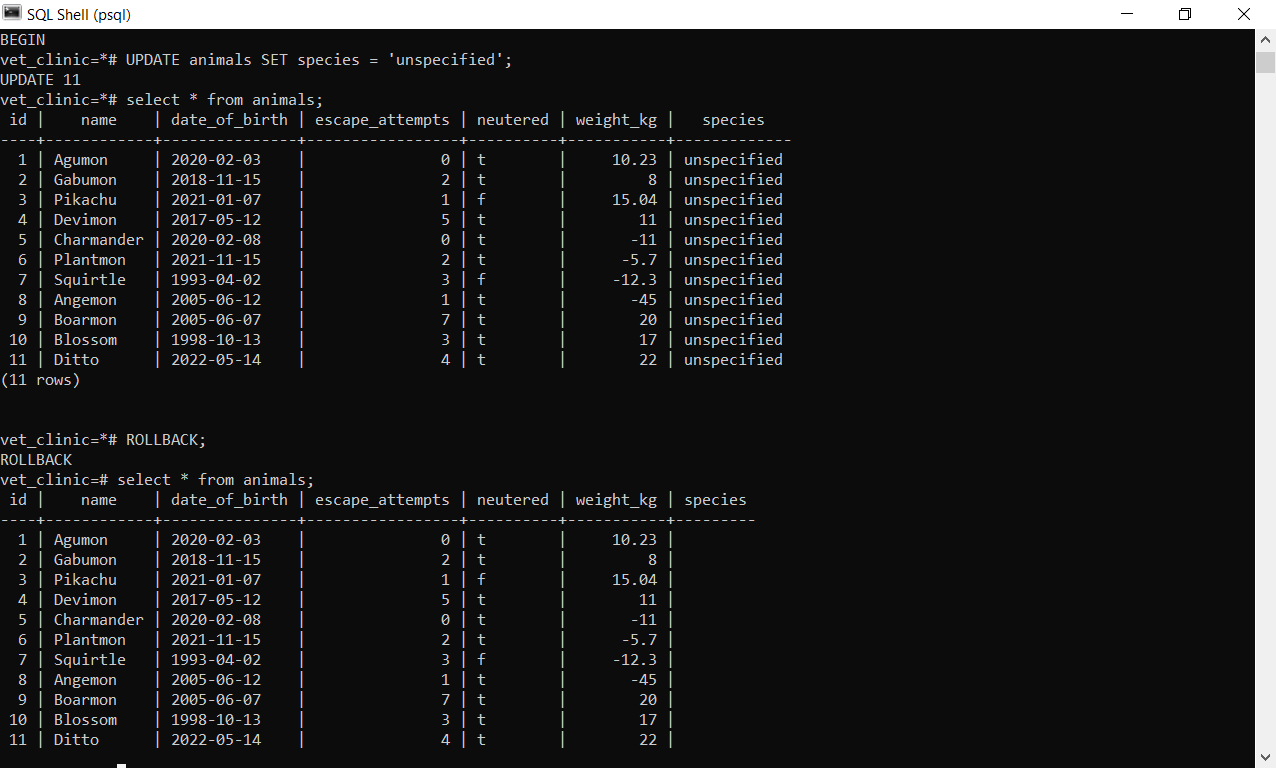 SQL Shell (psql)
BEGIN
vet_clinic=*# UPDATE animals SET species = 'unspecified';
UPDATE 11
vet_clinic=*# select * from animals;
 id |    name    | date_of_birth | escape_attempts | neutered | weight_kg |   species
----+------------+---------------+-----------------+----------+-----------+-------------
  1 | Agumon     | 2020-02-03    |               0 | t        |     10.23 | unspecified
  2 | Gabumon    | 2018-11-15    |               2 | t        |         8 | unspecified
  3 | Pikachu    | 2021-01-07    |               1 | f        |     15.04 | unspecified
  4 | Devimon    | 2017-05-12    |               5 | t        |        11 | unspecified
  5 | Charmander | 2020-02-08    |               0 | t        |       -11 | unspecified
  6 | Plantmon   | 2021-11-15    |               2 | t        |      -5.7 | unspecified
  7 | Squirtle   | 1993-04-02    |               3 | f        |     -12.3 | unspecified
  8 | Angemon    | 2005-06-12    |               1 | t        |       -45 | unspecified
  9 | Boarmon    | 2005-06-07    |               7 | t        |        20 | unspecified
 10 | Blossom    | 1998-10-13    |               3 | t        |        17 | unspecified
 11 | Ditto      | 2022-05-14    |               4 | t        |        22 | unspecified
(11 rows)
vet_clinic=*# ROLLBACK;
ROLLBACK
vet_clinic=# select * from animals;
 id |    name    | date_of_birth | escape_attempts | neutered | weight_kg | species
----+------------+---------------+-----------------+----------+-----------+---------
  1 | Agumon     | 2020-02-03    |               0 | t        |     10.23 |
  2 | Gabumon    | 2018-11-15    |               2 | t        |         8 |
  3 | Pikachu    | 2021-01-07    |               1 | f        |     15.04 |
  4 | Devimon    | 2017-05-12    |               5 | t        |        11 |
  5 | Charmander | 2020-02-08    |               0 | t        |       -11 |
  6 | Plantmon   | 2021-11-15    |               2 | t        |      -5.7 |
  7 | Squirtle   | 1993-04-02    |               3 | f        |     -12.3 |
  8 | Angemon    | 2005-06-12    |               1 | t        |       -45 |
  9 | Boarmon    | 2005-06-07    |               7 | t        |        20 |
 10 | Blossom    | 1998-10-13    |               3 | t        |        17 |
 11 | Ditto      | 2022-05-14    |               4 | t        |        22 |